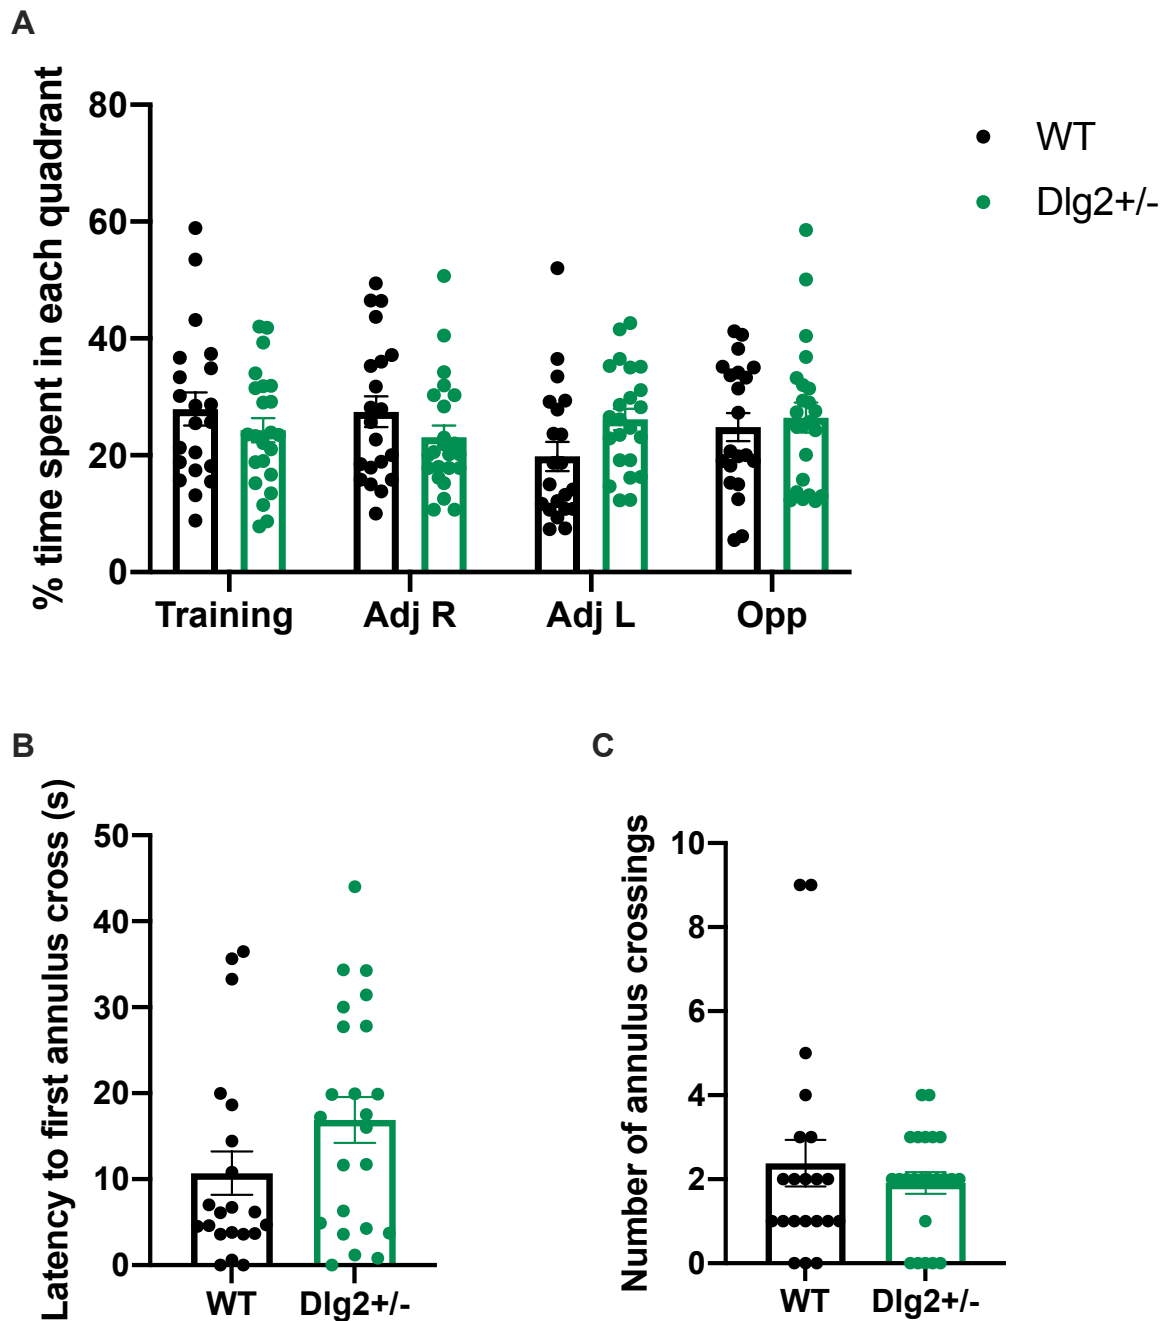 A
% time spent in each quadrant
80
60
40
20
0
Training
Adj R
Adj L
Opp
WT
Dlg2+/-
B
Latency to first annulus cross (s)
50
40
30
20
10
0
WT
Dlg2+/-
C
Number of annulus crossings
10
8
6
4
2
0
WT
Dlg2+/-